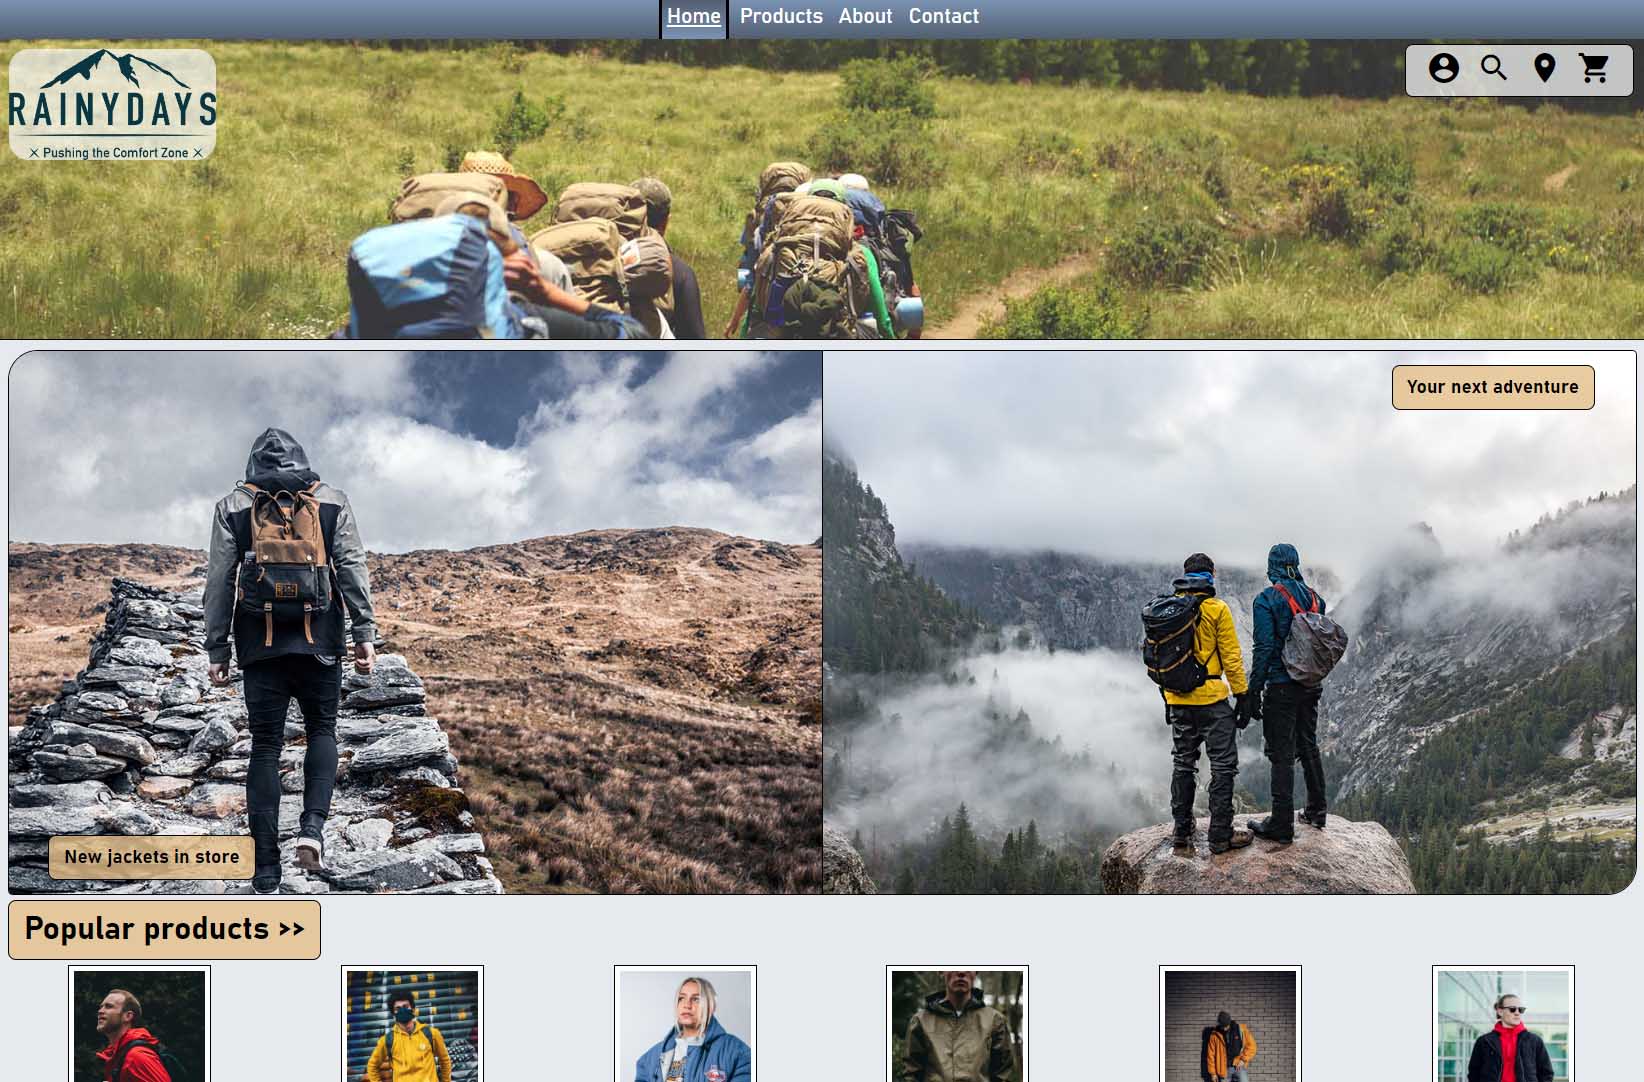 Home Products About Contact
RAINYDAYS
× Pushing the Comfort Zone ×
Your next adventure
New jackets in store
Popular products >>